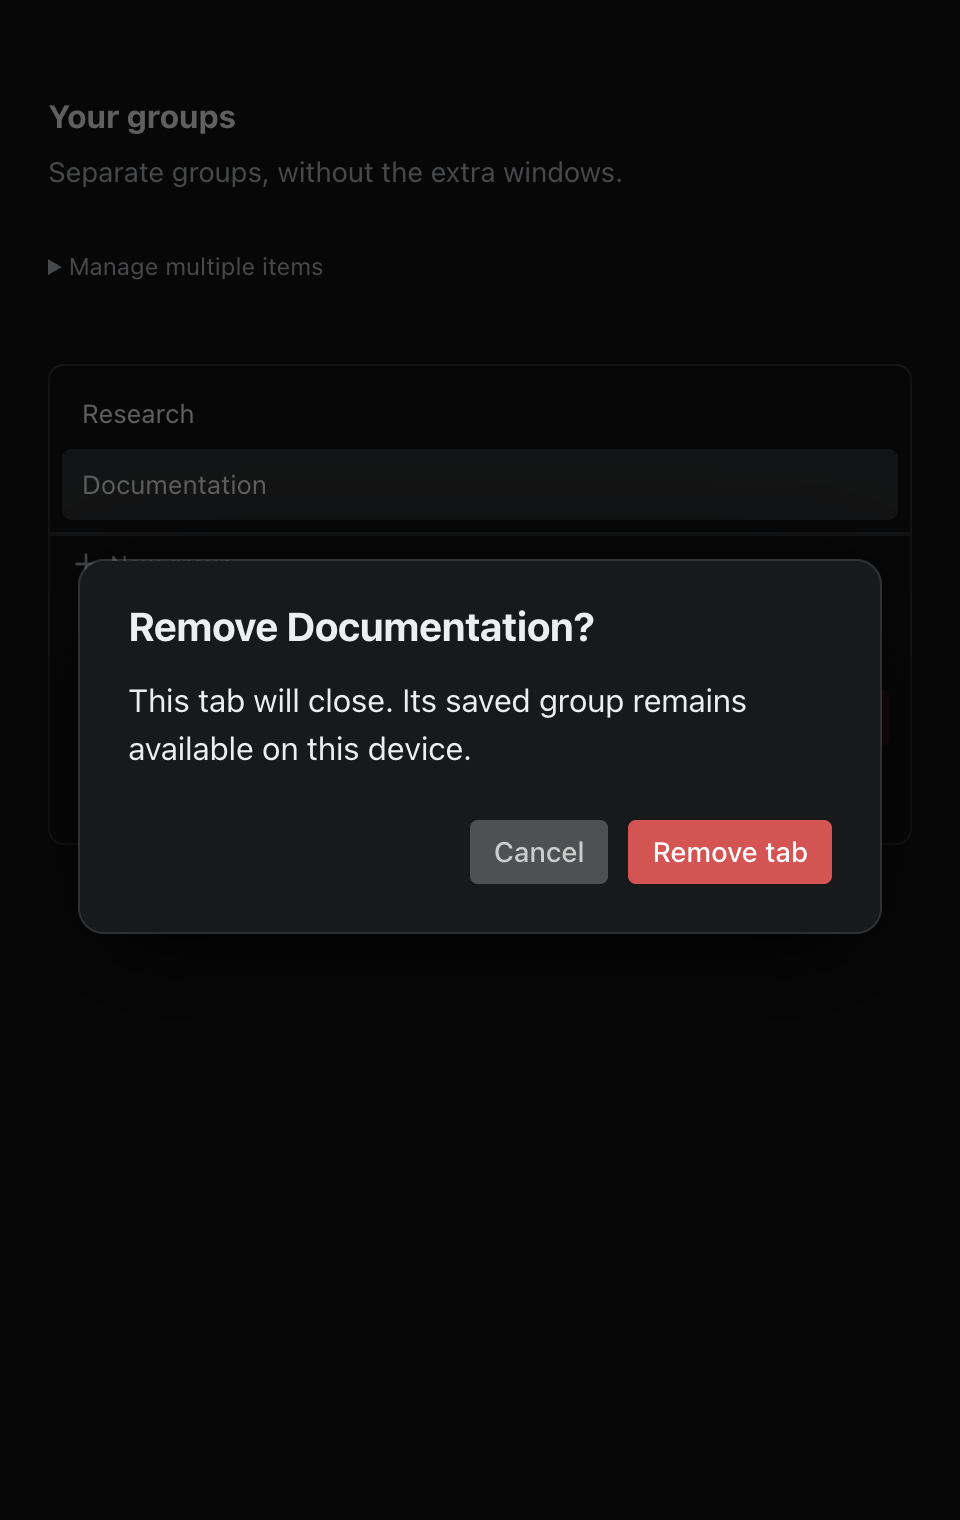 Your groups
Separate groups, without the extra windows.
▶ Manage multiple items
Research
Documentation
Remove Documentation?
This tab will close. Its saved group remains
available on this device.
Cancel
Remove tab